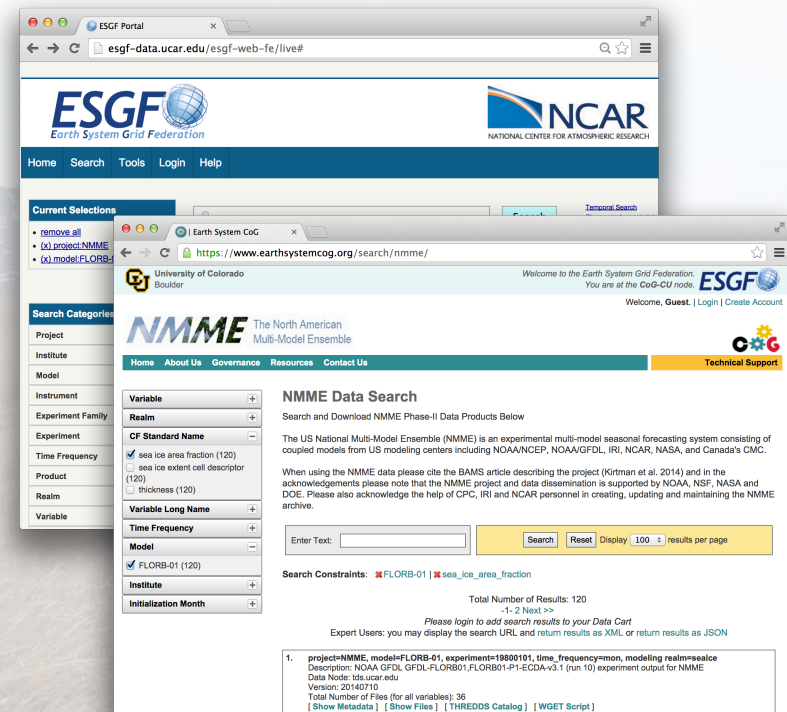 ESGF Portal
esgf-data.ucar.edu/esgf-web-fe/live#
ESGF
Earth System Grid Federation
NCAR
NATIONAL CENTER FOR ATMOSPHERIC RESEARCH
Home Search Tools Login Help
Current Selections
remove all
(x) project:NMME
(x) model:FLORB-
Temporal Search
Search Categories
Project
Institute
Model
Instrument
Experiment Family
Experiment
Time Frequency
Product
Realm
Variable
| Earth System CoG
https://www.earthsystemcog.org/search/nmme/
University of Colorado
Boulder
Welcome to the Earth System Grid Federation.
You are at the CoG-CU node.
ESGF
Welcome, Guest. | Login | Create Account
NMME The North American
Multi-Model Ensemble
COG
Home About Us Governance Resources Contact Us
Technical Support
Variable +
Realm +
CF Standard Name −
sea ice area fraction (120)
sea ice extent cell descriptor
(120)
thickness (120)
Variable Long Name +
Time Frequency +
Model −
FLORB-01 (120)
Institute +
Initialization Month +
NMME Data Search
Search and Download NMME Phase-II Data Products Below
The US National Multi-Model Ensemble (NMME) is an experimental multi-model seasonal forecasting system consisting of
coupled models from US modeling centers including NOAA/NCEP, NOAA/GFDL, IRI, NCAR, NASA, and Canada's CMC.
When using the NMME data please cite the BAMS article describing the project (Kirtman et al. 2014) and in the
acknowledgements please note that the NMME project and data dissemination is supported by NOAA, NSF, NASA and
DOE. Please also acknowledge the help of CPC, IRI and NCAR personnel in creating, updating and maintaining the NMME
archive.
Enter Text:
Search Reset Display 100 results per page
Search Constraints: FLORB-01 | sea_ice_area_fraction
Total Number of Results: 120
-1- 2 Next >>
Please login to add search results to your Data Cart
Expert Users: you may display the search URL and return results as XML or return results as JSON
1. project=NMME, model=FLORB-01, experiment=19800101, time_frequency=mon, modeling realm=seaIce
Description: NOAA GFDL GFDL-FLORB01,FLORB01-P1-ECDA-v3.1 (run 10) experiment output for NMME
Data Node: tds.ucar.edu
Version: 20140710
Total Number of Files (for all variables): 36
[ Show Metadata ] [ Show Files ] [ THREDDS Catalog ] [ WGET Script ]